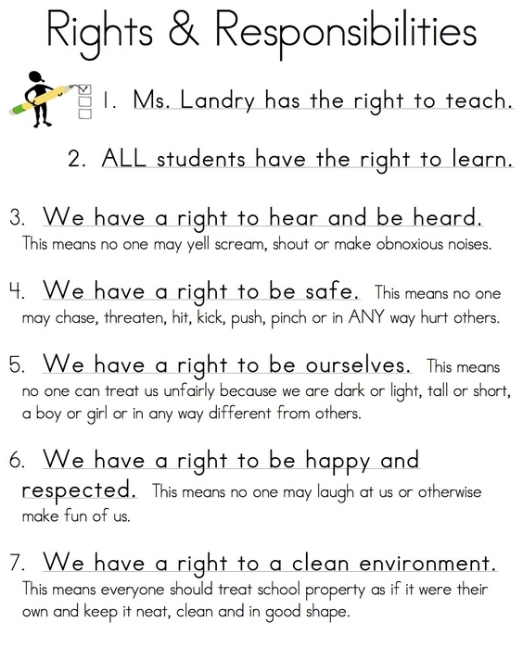 Rights & Responsibilities
1. Ms. Landry has the right to teach.
2. ALL students have the right to learn.
3. We have a right to hear and be heard.
This means no one may yell scream, shout or make obnoxious noises.
4. We have a right to be safe. This means no one
may chase, threaten, hit, kick, push, pinch or in ANY way hurt others.
5. We have a right to be ourselves. This means
no one can treat us unfairly because we are dark or light, tall or short,
a boy or girl or in any way different from others.
6. We have a right to be happy and
respected. This means no one may laugh at us or otherwise
make fun of us.
7. We have a right to a clean environment.
This means everyone should treat school property as if it were their
own and keep it neat, clean and in good shape.